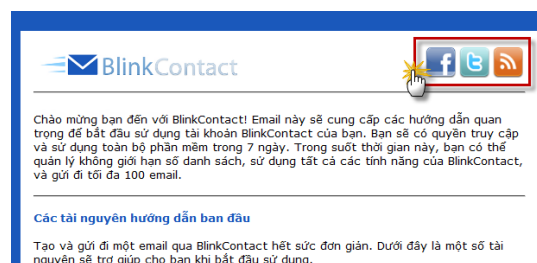 BlinkContact
Chào mừng bạn đến với BlinkContact! Email này sẽ cung cấp các hướng dẫn quan
trọng để bắt đầu sử dụng tài khoản BlinkContact của bạn. Bạn sẽ có quyền truy cập
và sử dụng toàn bộ phần mềm trong 7 ngày. Trong suốt thời gian này, bạn có thể
quản lý không giới hạn số danh sách, sử dụng tất cả các tính năng của BlinkContact,
và gửi đi tối đa 100 email.
Các tài nguyên hướng dẫn ban đầu
Tạo và gửi đi một email qua BlinkContact hết sức đơn giản. Dưới đây là một số tài
nguyên sẽ trợ giúp cho bạn khi bắt đầu sử dụng.